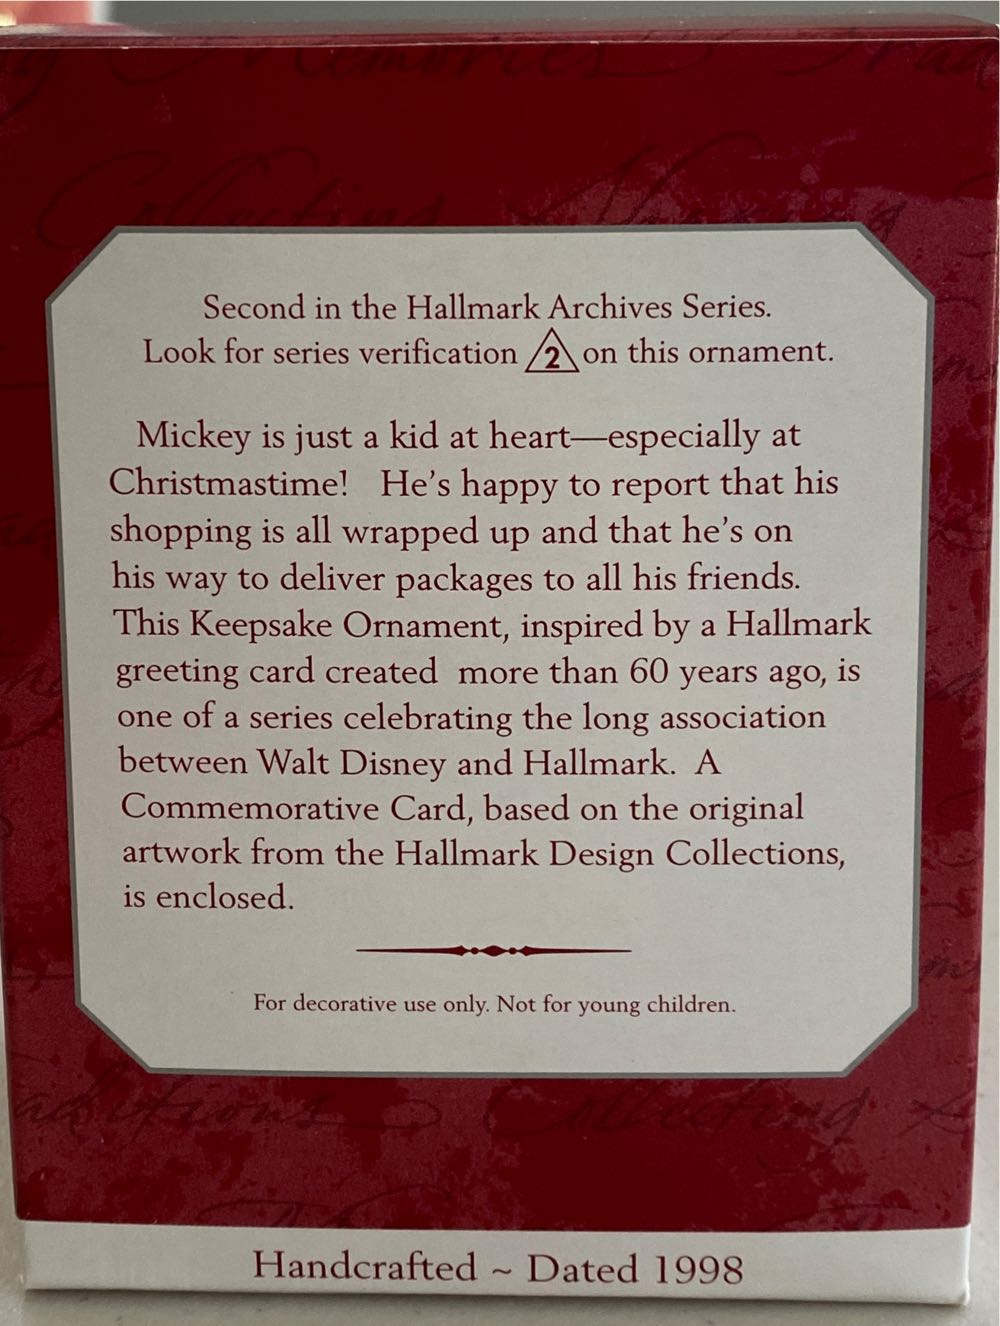 Memories
Collecting
Second in the Hallmark Archives Series.
Look for series verification 2 on this ornament.
Mickey is just a kid at heart—especially at
Christmastime! He's happy to report that his
shopping is all wrapped up and that he's on
his way to deliver packages to all his friends.
This Keepsake Ornament, inspired by a Hallmark
greeting card created more than 60 years ago, is
one of a series celebrating the long association
between Walt Disney and Hallmark. A
Commemorative Card, based on the original
artwork from the Hallmark Design Collections,
is enclosed.
For decorative use only. Not for young children.
Collecting
Handcrafted ~ Dated 1998